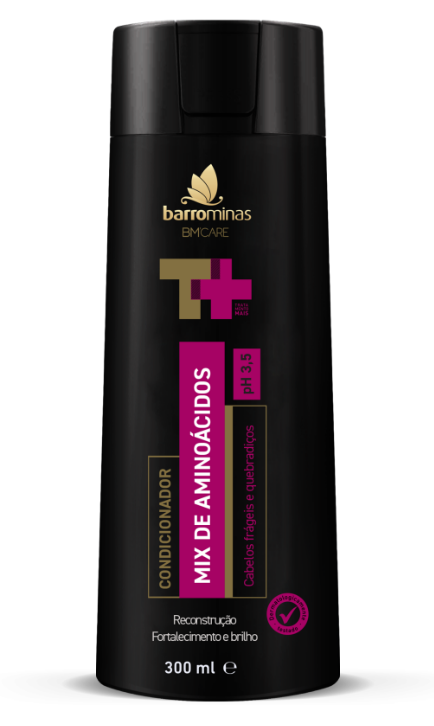 barrominas
BM|CARE
T+
pH 3,5
CONDICIONADOR
MIX DE AMINOÁCIDOS
Cabelos frágeis e quebradiços
Reconstrução
Fortalecimento e brilho
300 ml ℮